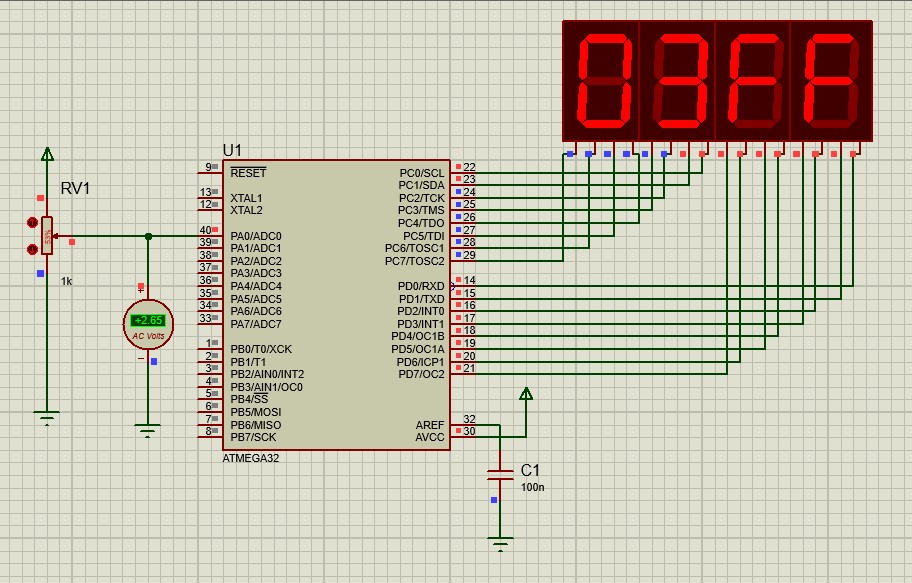 03FF
U1
RV1
53%
1k
+2.65
AC Volts
9 RESET PC0/SCL 22
PC1/SDA 23
13 XTAL1 PC2/TCK 24
12 XTAL2 PC3/TMS 25
PC4/TDO 26
40 PA0/ADC0 PC5/TDI 27
39 PA1/ADC1 PC6/TOSC1 28
38 PA2/ADC2 PC7/TOSC2 29
37 PA3/ADC3
36 PA4/ADC4 PD0/RXD 14
35 PA5/ADC5 PD1/TXD 15
34 PA6/ADC6 PD2/INT0 16
33 PA7/ADC7 PD3/INT1 17
PD4/OC1B 18
1 PB0/T0/XCK PD5/OC1A 19
2 PB1/T1 PD6/ICP1 20
3 PB2/AIN0/INT2 PD7/OC2 21
4 PB3/AIN1/OC0
5 PB4/SS
6 PB5/MOSI
7 PB6/MISO AREF 32
8 PB7/SCK AVCC 30
ATMEGA32
C1
100n